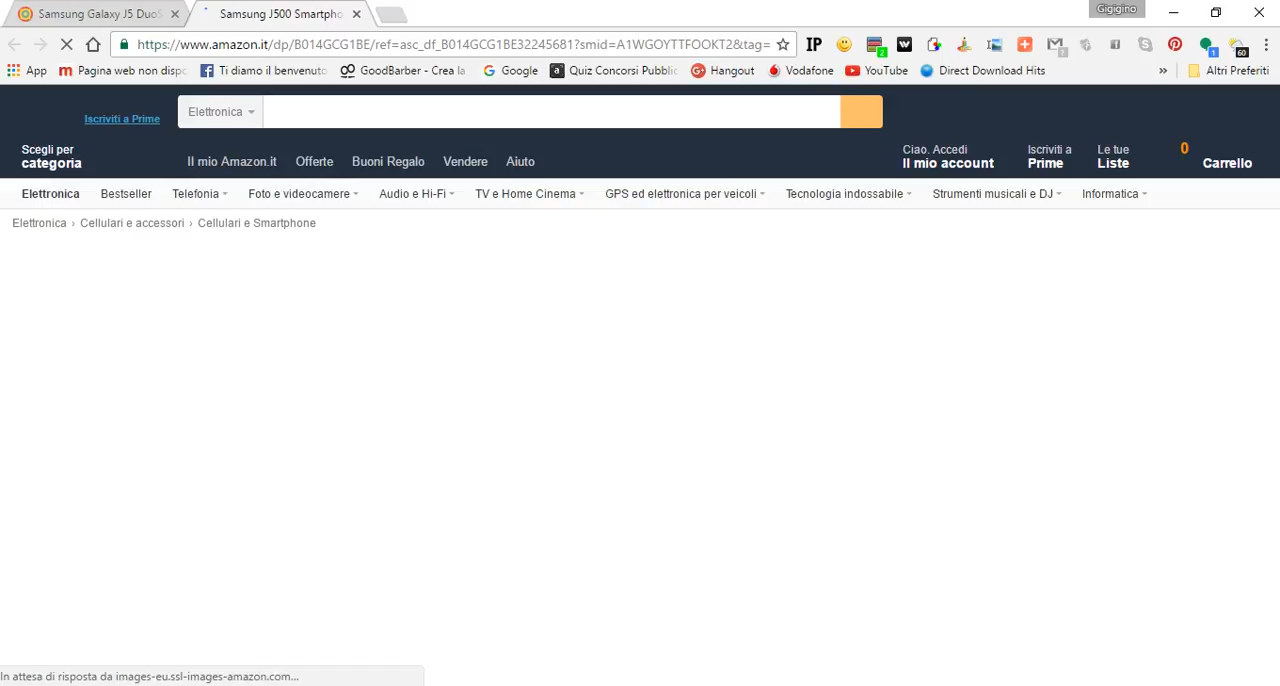 Samsung Galaxy J5 Duo
Samsung J500 Smartpho
Gigigino
https://www.amazon.it/dp/B014GCG1BE/ref=asc_df_B014GCG1BE32245681?smid=A1WGOYTTFOOKT2&tag=
IP
2
W
1
60
App
Pagina web non dispo
Ti diamo il benvenuto
GoodBarber - Crea la
Google
Quiz Concorsi Pubblic
Hangout
Vodafone
YouTube
Direct Download Hits
»
Altri Preferiti
Iscriviti a Prime
Elettronica
Scegli per
categoria
Il mio Amazon.it
Offerte
Buoni Regalo
Vendere
Aiuto
Ciao. Accedi
Il mio account
Iscriviti a
Prime
Le tue
Liste
0
Carrello
Elettronica
Bestseller
Telefonia
Foto e videocamere
Audio e Hi-Fi
TV e Home Cinema
GPS ed elettronica per veicoli
Tecnologia indossabile
Strumenti musicali e DJ
Informatica
Elettronica › Cellulari e accessori › Cellulari e Smartphone
In attesa di risposta da images-eu.ssl-images-amazon.com...